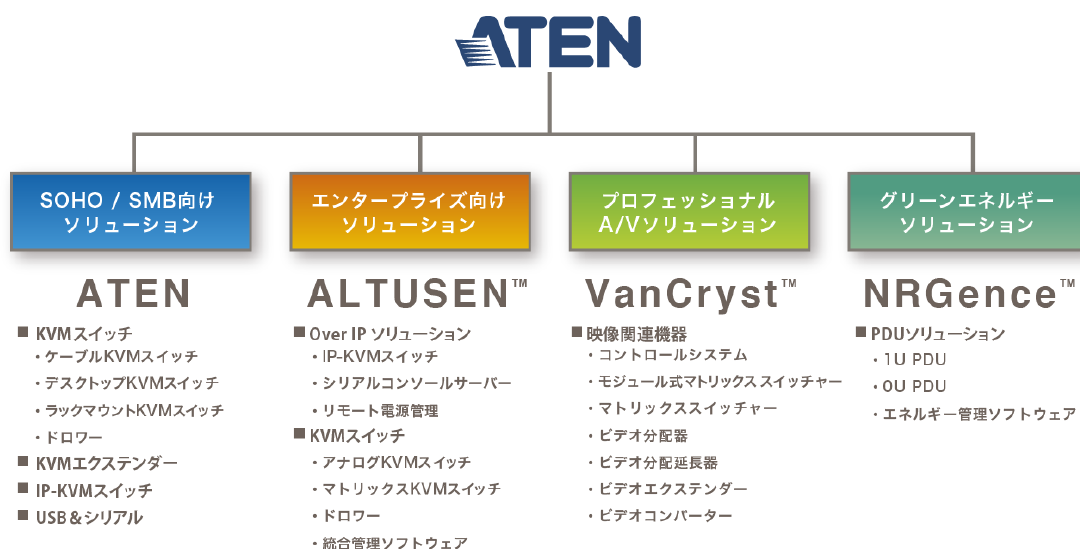 ATEN
SOHO / SMB向け
ソリューション
ATEN
■ KVMスイッチ
・ケーブルKVMスイッチ
・デスクトップKVMスイッチ
・ラックマウントKVMスイッチ
・ドロワー
■ KVMエクステンダー
■ IP-KVMスイッチ
■ USB＆シリアル
エンタープライズ向け
ソリューション
ALTUSEN™
■ Over IP ソリューション
・IP-KVMスイッチ
・シリアルコンソールサーバー
・リモート電源管理
■ KVMスイッチ
・アナログKVMスイッチ
・マトリックスKVMスイッチ
・ドロワー
・統合管理ソフトウェア
プロフェッショナル
A/Vソリューション
VanCryst™
■ 映像関連機器
・コントロールシステム
・モジュール式マトリックススイッチャー
・マトリックススイッチャー
・ビデオ分配器
・ビデオ分配延長器
・ビデオエクステンダー
・ビデオコンバーター
グリーンエネルギー
ソリューション
NRGence™
■ PDUソリューション
・1U PDU
・0U PDU
・エネルギー管理ソフトウェア